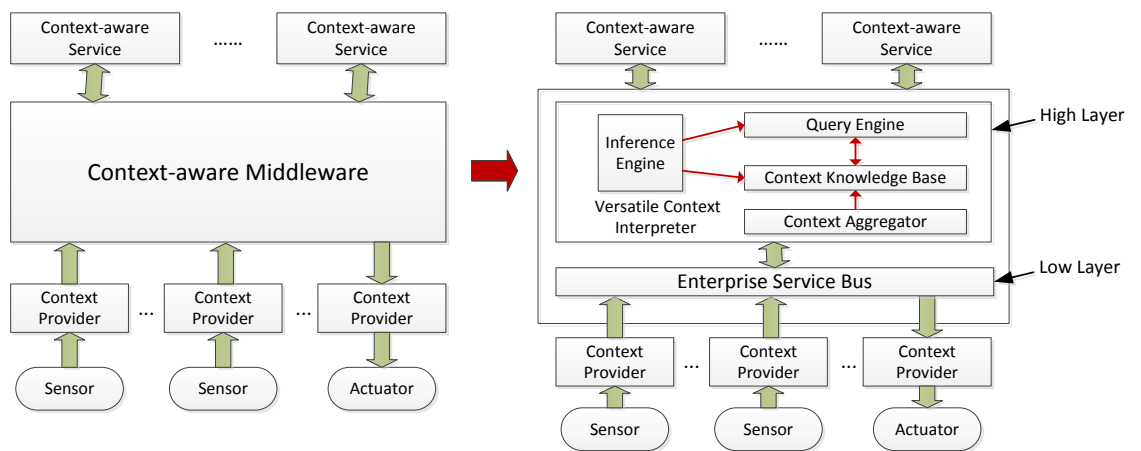 Context-aware
Service
......
Context-aware
Service
Context-aware Middleware
Context
Provider
...
Context
Provider
...
Context
Provider
Sensor
Sensor
Actuator
Context-aware
Service
......
Context-aware
Service
High Layer
Inference
Engine
Query Engine
Context Knowledge Base
Versatile Context
Interpreter
Context Aggregator
Low Layer
Enterprise Service Bus
Context
Provider
...
Context
Provider
...
Context
Provider
Sensor
Sensor
Actuator